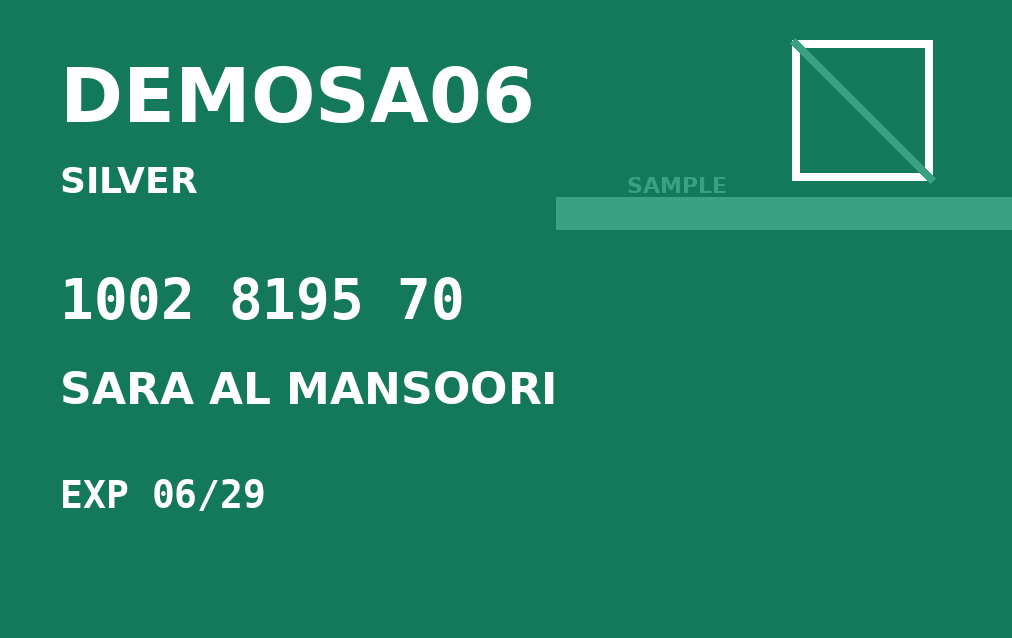 DEMOSA06
SILVER
SAMPLE
1002 8195 70
SARA AL MANSOORI
EXP 06/29